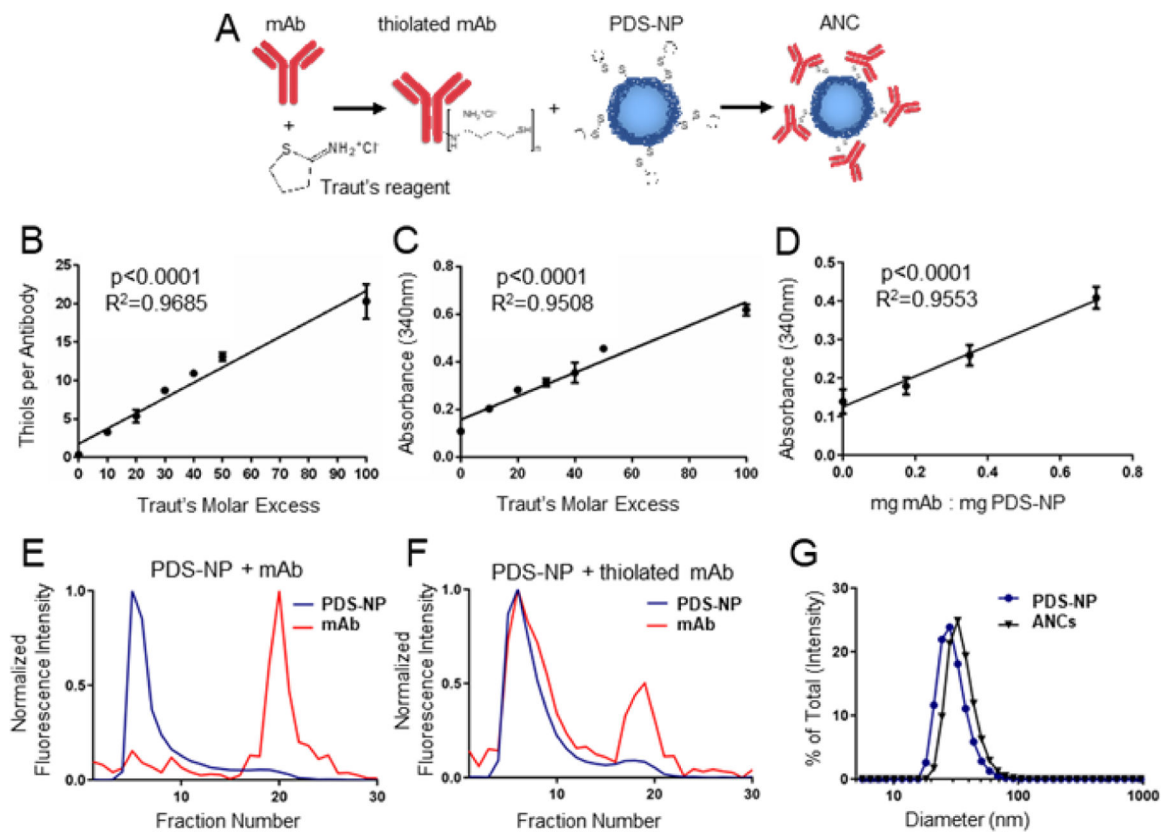 A
mAb
thiolated mAb
PDS-NP
ANC
+
S
NH₂⁺Cl⁻
Traut's reagent
NH₂⁺Cl⁻
N
H
SH
n
+
S
S
S
S
S
S
B
p<0.0001
R²=0.9685
Thiols per Antibody
25
20
15
10
5
0
0 10 20 30 40 50 60 70 80 90 100
Traut's Molar Excess
C
p<0.0001
R²=0.9508
Absorbance (340nm)
0.8
0.6
0.4
0.2
0.0
0 20 40 60 80 100
Traut's Molar Excess
D
p<0.0001
R²=0.9553
Absorbance (340nm)
0.5
0.4
0.3
0.2
0.1
0.0
0.0 0.2 0.4 0.6 0.8
mg mAb : mg PDS-NP
E
PDS-NP + mAb
PDS-NP
mAb
Normalized
Fluorescence Intensity
1.0
0.5
0.0
10 20 30
Fraction Number
F
PDS-NP + thiolated mAb
PDS-NP
mAb
Normalized
Fluorescence Intensity
1.0
0.5
0.0
10 20 30
Fraction Number
G
PDS-NP
ANCs
% of Total (Intensity)
30
20
10
0
10 100 1000
Diameter (nm)